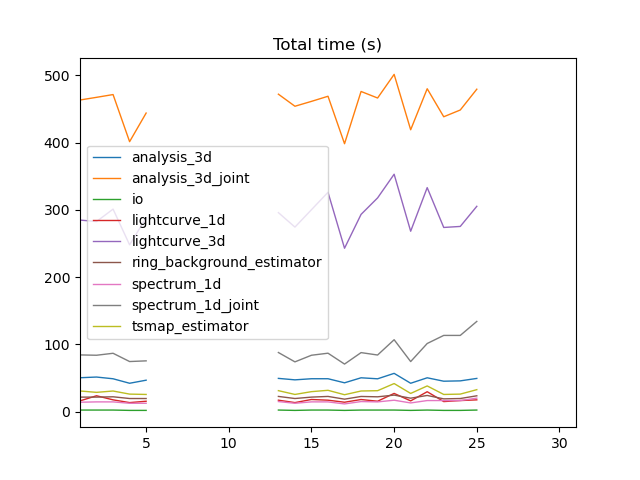 Total time (s)
500
400
300
200
100
0
analysis_3d
analysis_3d_joint
io
lightcurve_1d
lightcurve_3d
ring_background_estimator
spectrum_1d
spectrum_1d_joint
tsmap_estimator
5
10
15
20
25
30